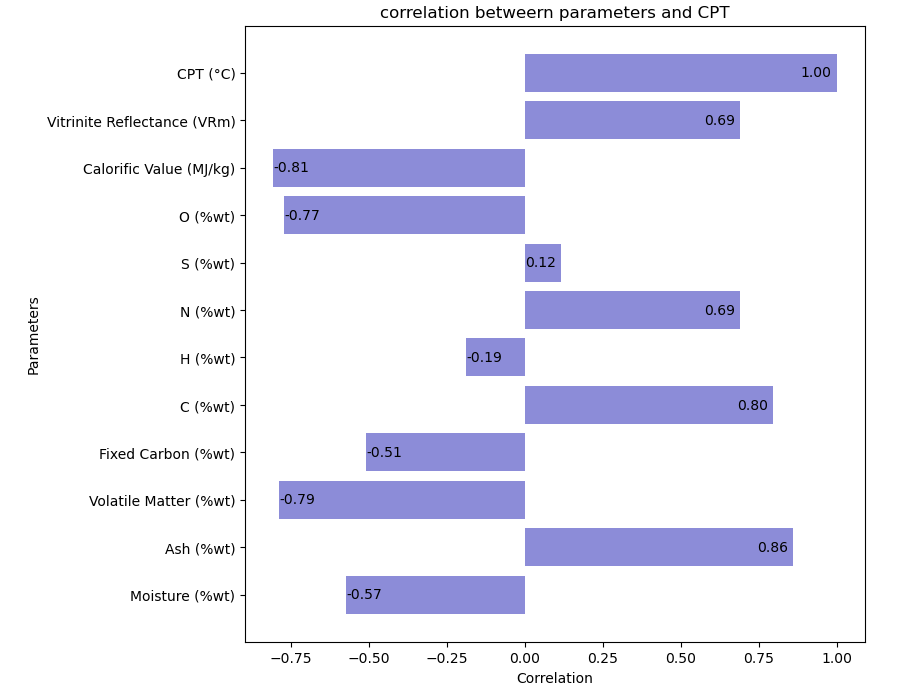 correlation betweern parameters and CPT
CPT (°C)
1.00
Vitrinite Reflectance (VRm)
0.69
Calorific Value (MJ/kg)
-0.81
O (%wt)
-0.77
S (%wt)
0.12
N (%wt)
0.69
H (%wt)
-0.19
C (%wt)
0.80
Fixed Carbon (%wt)
-0.51
Volatile Matter (%wt)
-0.79
Ash (%wt)
0.86
Moisture (%wt)
-0.57
Parameters
−0.75 −0.50 −0.25 0.00 0.25 0.50 0.75 1.00
Correlation